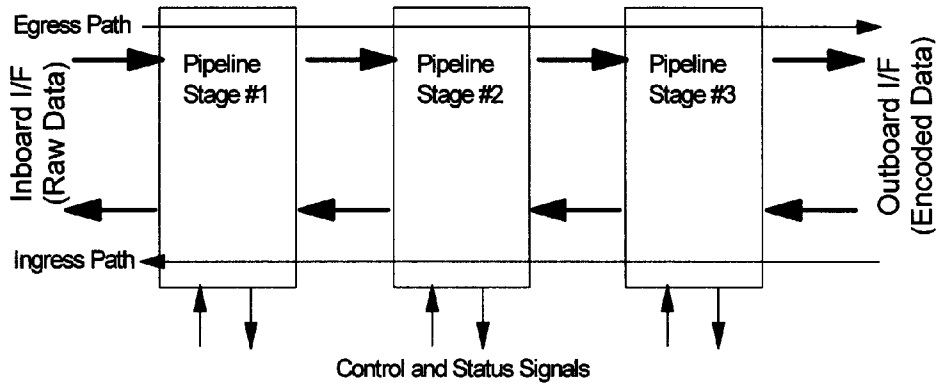 Egress Path
Inboard I/F
(Raw Data)
Pipeline
Stage #1
Pipeline
Stage #2
Pipeline
Stage #3
Outboard I/F
(Encoded Data)
Ingress Path
Control and Status Signals